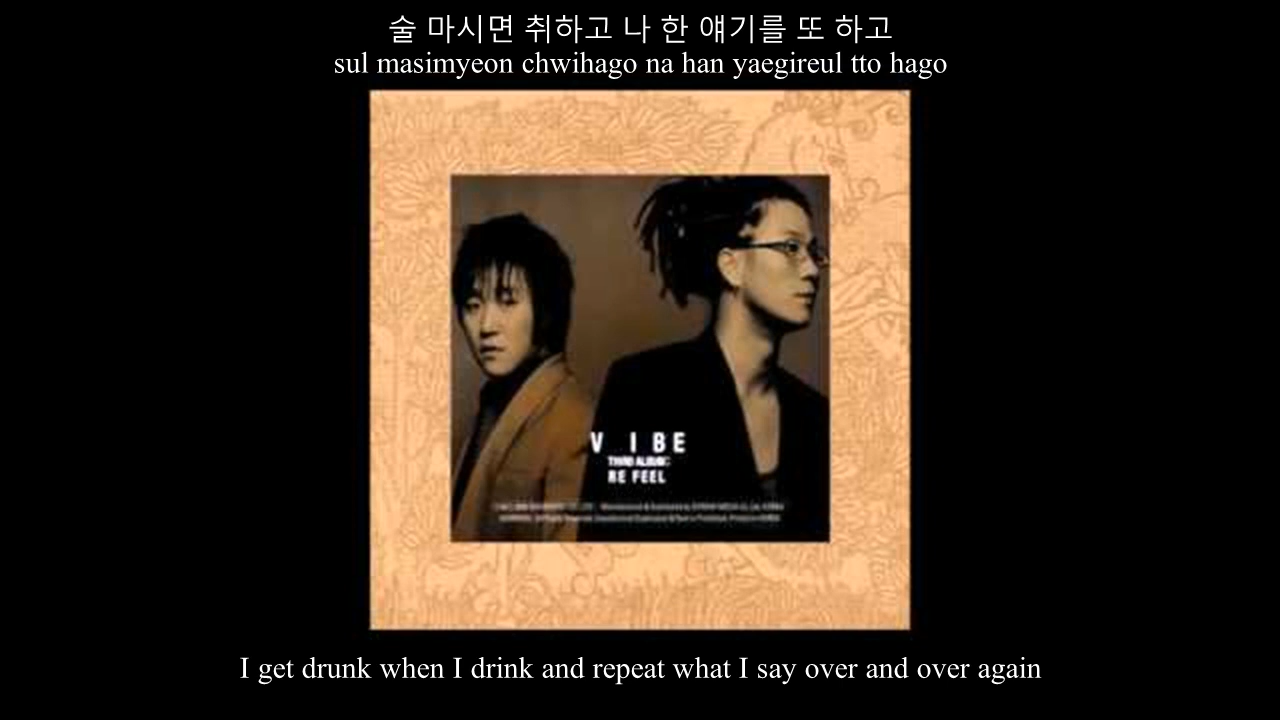 술 마시면 취하고 나 한 얘기를 또 하고
sul masimyeon chwihago na han yaegireul tto hago
V IBE
THIRD ALBUM:
RE FEEL
I get drunk when I drink and repeat what I say over and over again